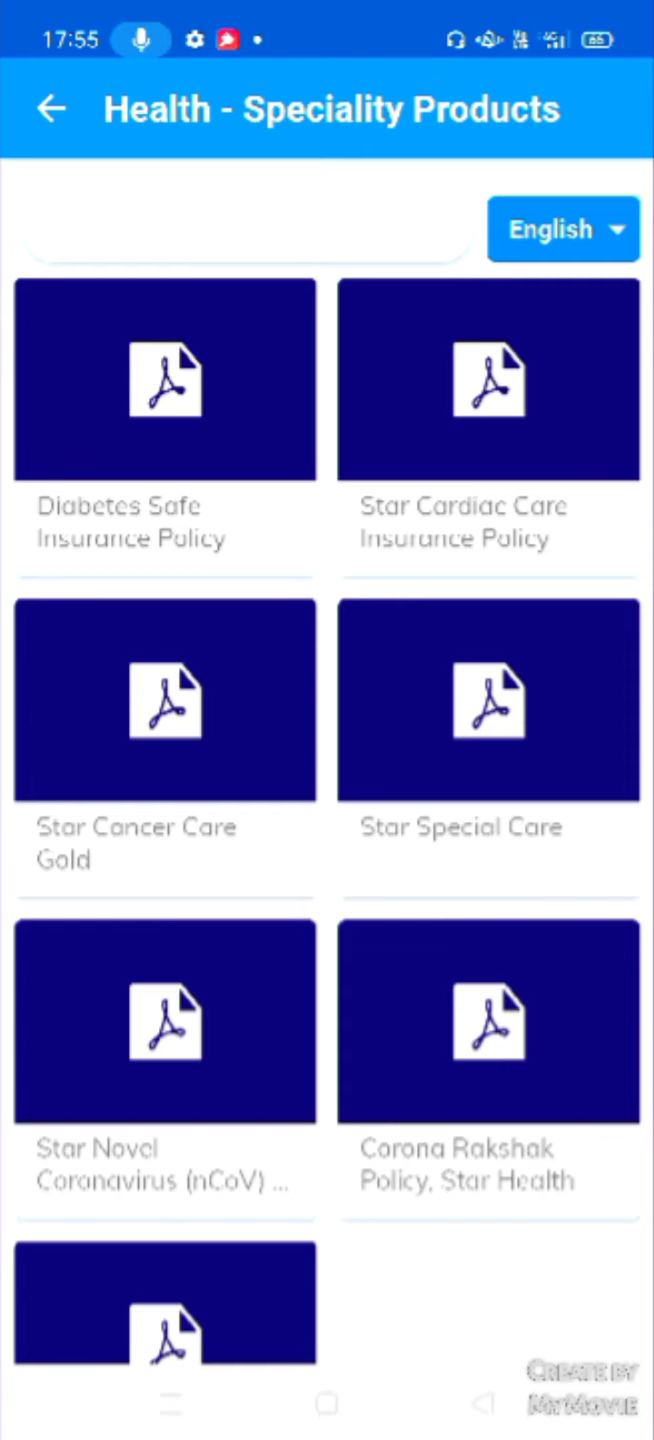 17:55
65
Health - Speciality Products
English
Diabetes Safe
Insurance Policy
Star Cardiac Care
Insurance Policy
Star Cancer Care
Gold
Star Special Care
Star Novel
Coronavirus (nCoV) ...
Corona Rakshak
Policy, Star Health
CREATE BY
MYMOVIE